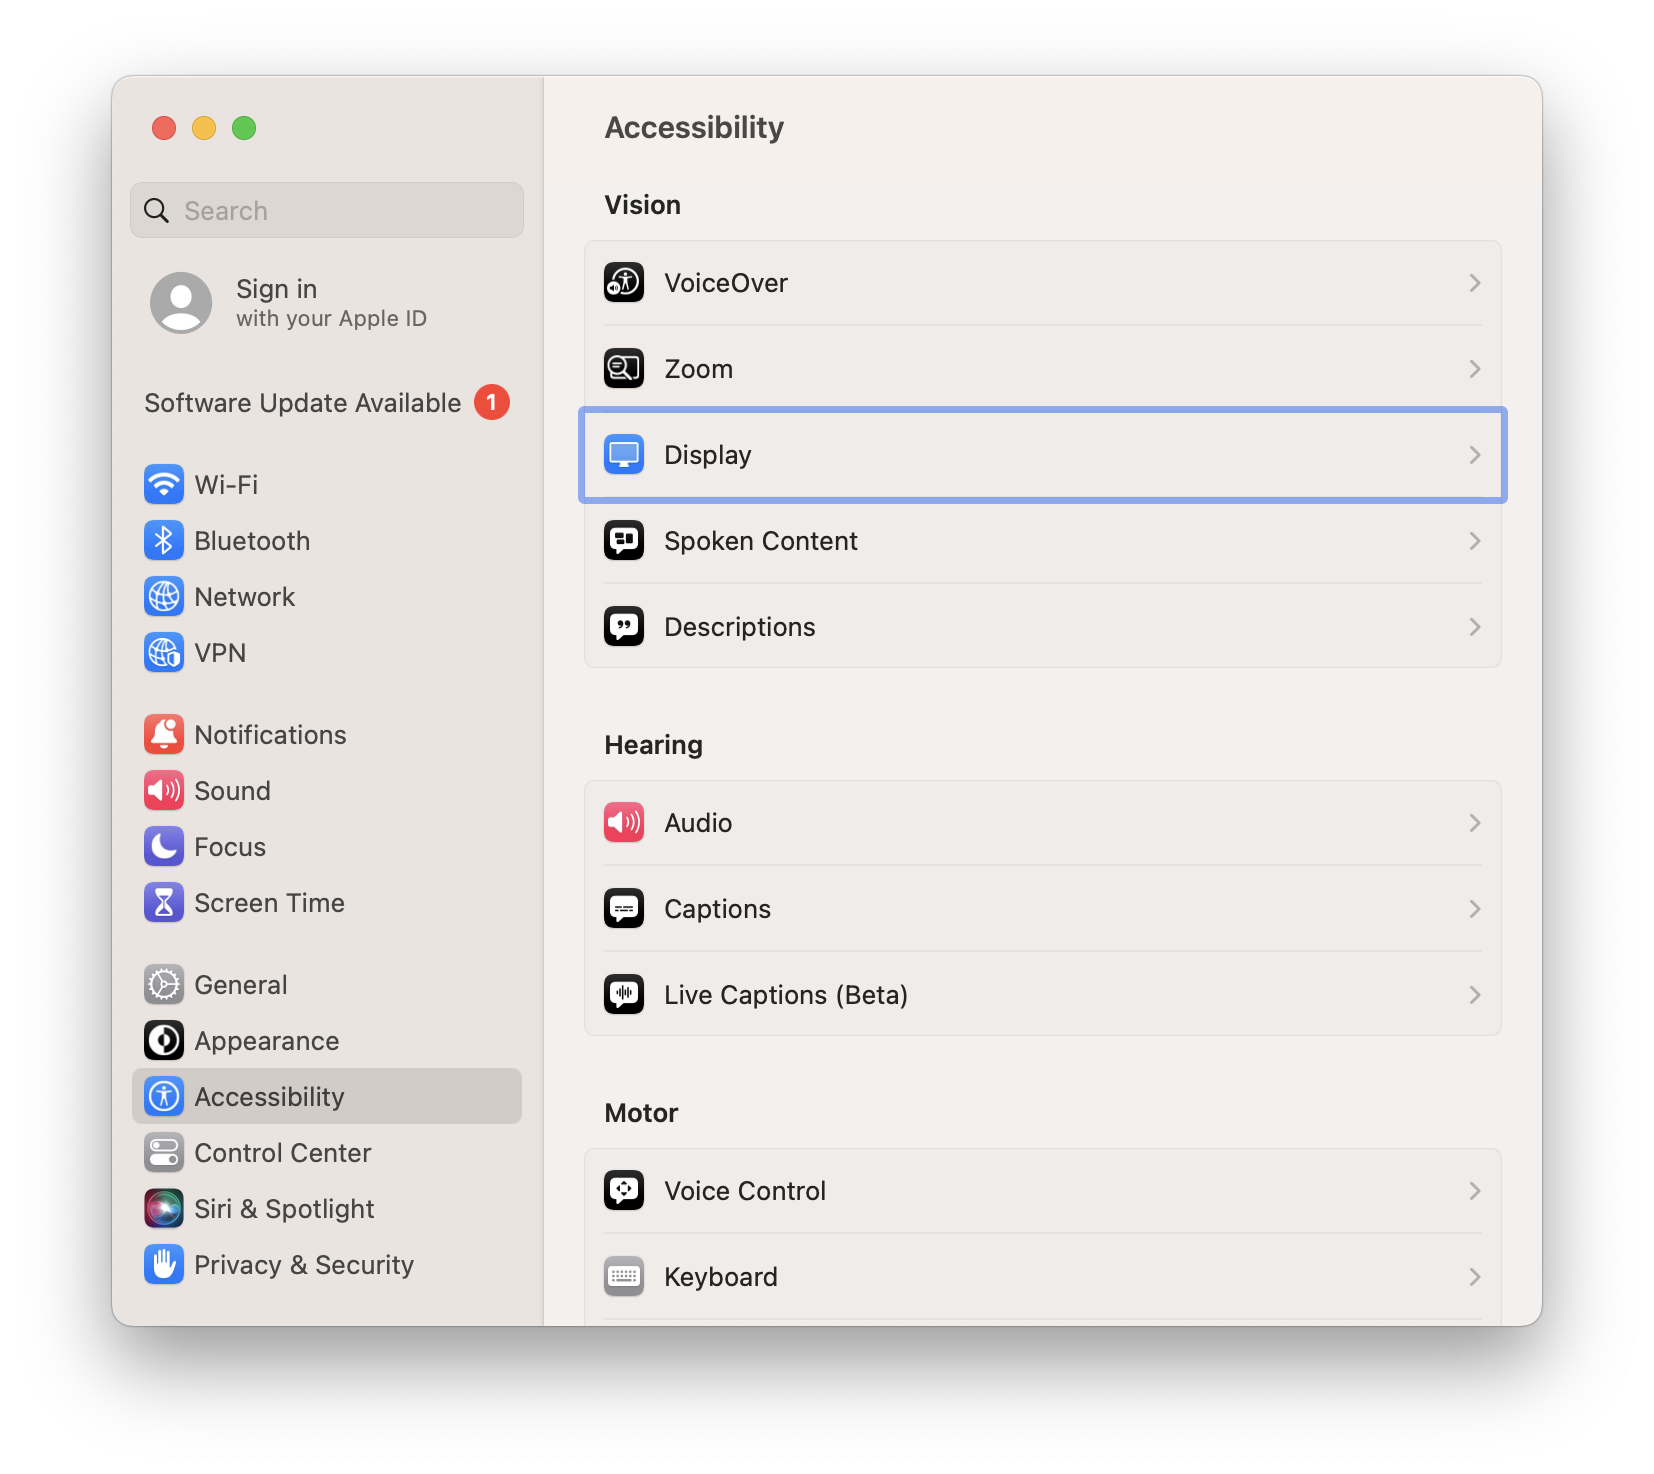 Accessibility
Search
Sign in
with your Apple ID
Software Update Available 1
Wi-Fi
Bluetooth
Network
VPN
Notifications
Sound
Focus
Screen Time
General
Appearance
Accessibility
Control Center
Siri & Spotlight
Privacy & Security
Vision
VoiceOver
Zoom
Display
Spoken Content
Descriptions
Hearing
Audio
Captions
Live Captions (Beta)
Motor
Voice Control
Keyboard